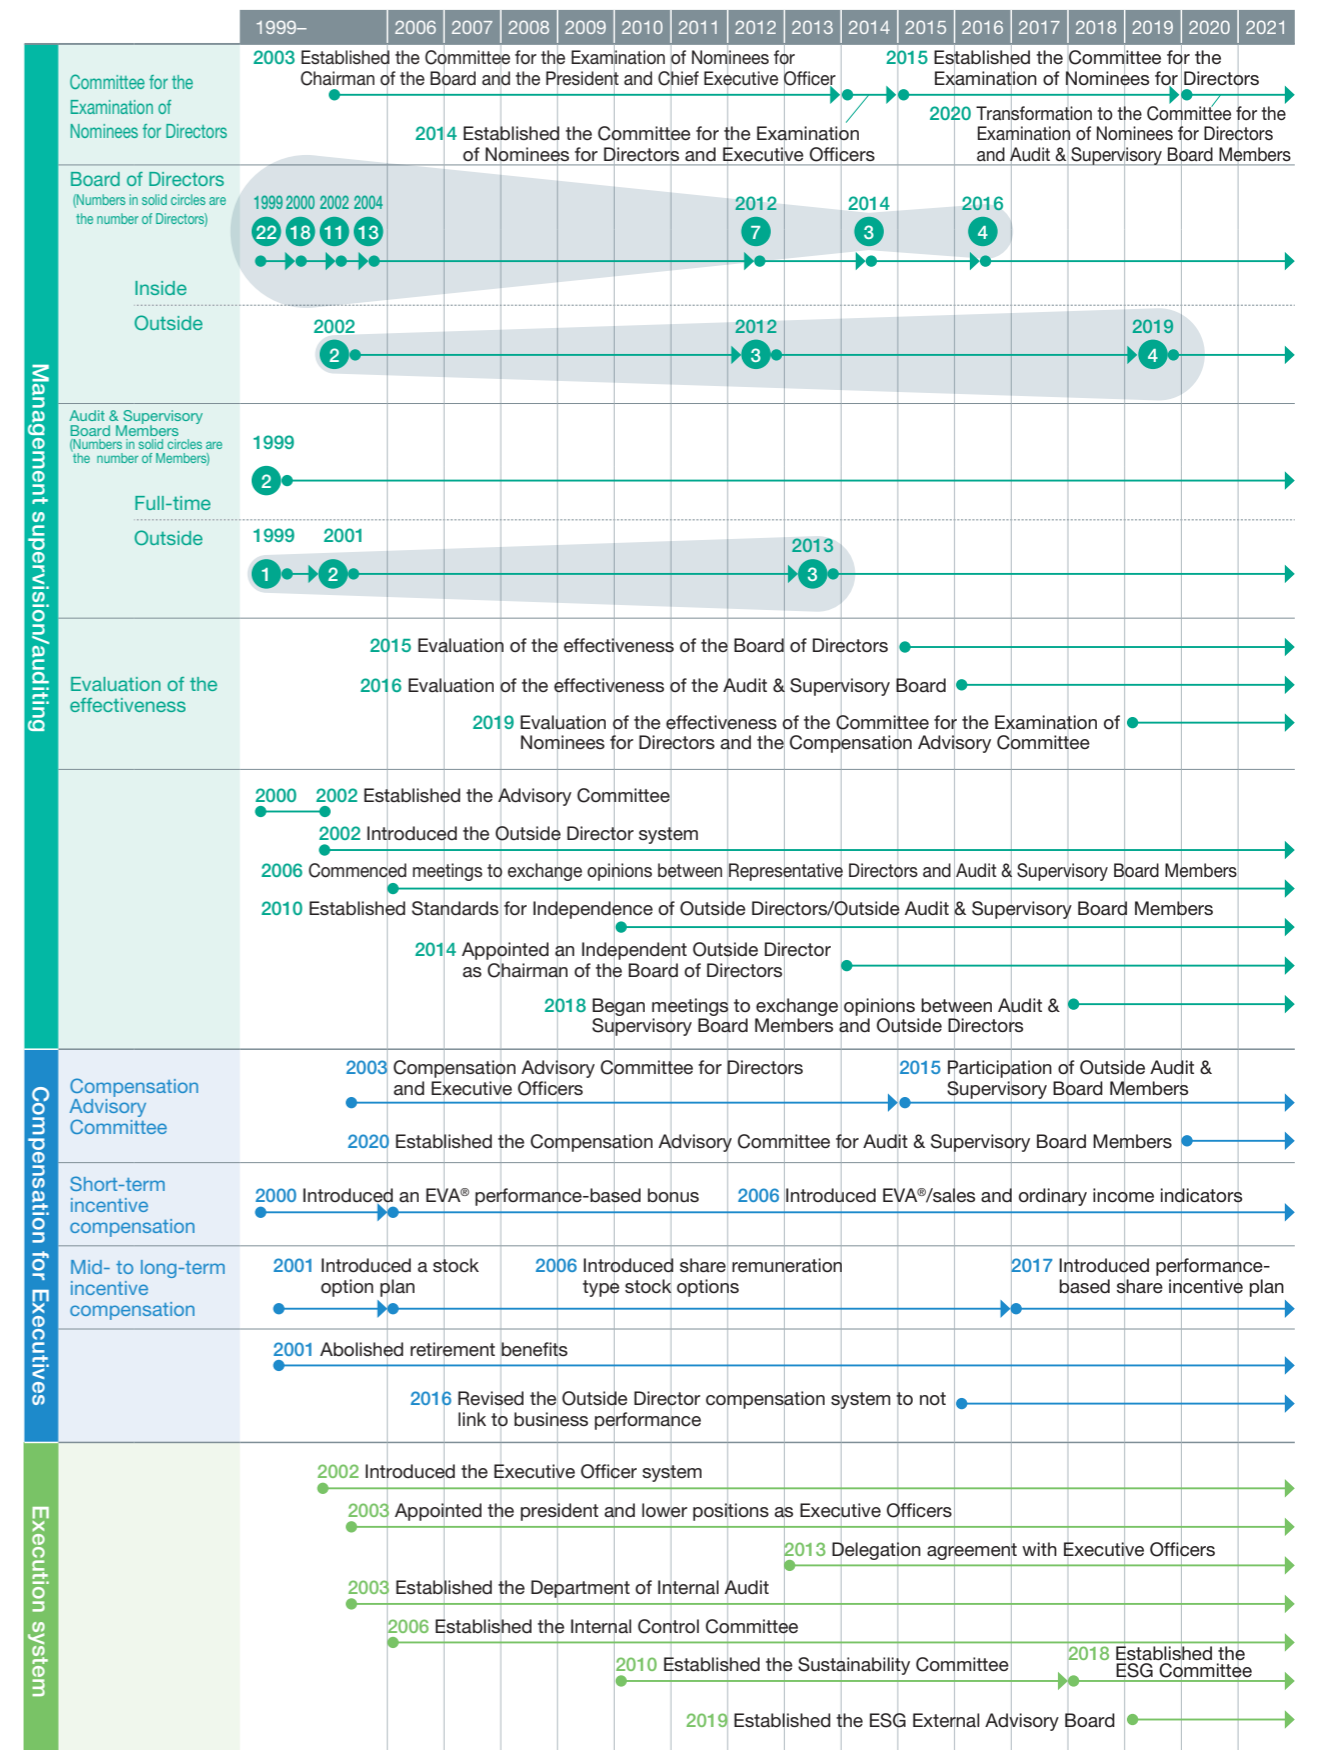 1999–
2006
2007
2008
2009
2010
2011
2012
2013
2014
2015
2016
2017
2018
2019
2020
2021
Management supervision/auditing
Committee for the
Examination of
Nominees for Directors
2003 Established the Committee for the Examination of Nominees for
Chairman of the Board and the President and Chief Executive Officer
2014 Established the Committee for the Examination
of Nominees for Directors and Executive Officers
2015 Established the Committee for the
Examination of Nominees for Directors
2020 Transformation to the Committee for the
Examination of Nominees for Directors
and Audit & Supervisory Board Members
Board of Directors
(Numbers in solid circles are
the number of Directors)
Inside
1999 2000 2002 2004
2012
2014
2016
22 18 11 13
7
3
4
Outside
2002
2012
2019
2
3
4
Audit & Supervisory
Board Members
(Numbers in solid circles are
the number of Members)
Full-time
1999
2
Outside
1999
2001
2013
1
2
3
Evaluation of the
effectiveness
2015 Evaluation of the effectiveness of the Board of Directors
2016 Evaluation of the effectiveness of the Audit & Supervisory Board
2019 Evaluation of the effectiveness of the Committee for the Examination of
Nominees for Directors and the Compensation Advisory Committee
2000 2002 Established the Advisory Committee
2002 Introduced the Outside Director system
2006 Commenced meetings to exchange opinions between Representative Directors and Audit & Supervisory Board Members
2010 Established Standards for Independence of Outside Directors/Outside Audit & Supervisory Board Members
2014 Appointed an Independent Outside Director
as Chairman of the Board of Directors
2018 Began meetings to exchange opinions between Audit &
Supervisory Board Members and Outside Directors
Compensation for Executives
Compensation
Advisory
Committee
2003 Compensation Advisory Committee for Directors
and Executive Officers
2015 Participation of Outside Audit &
Supervisory Board Members
2020 Established the Compensation Advisory Committee for Audit & Supervisory Board Members
Short-term
incentive
compensation
2000 Introduced an EVA® performance-based bonus
2006 Introduced EVA®/sales and ordinary income indicators
Mid- to long-term
incentive
compensation
2001 Introduced a stock
option plan
2006 Introduced share remuneration
type stock options
2017 Introduced performance-
based share incentive plan
2001 Abolished retirement benefits
2016 Revised the Outside Director compensation system to not
link to business performance
Execution system
2002 Introduced the Executive Officer system
2003 Appointed the president and lower positions as Executive Officers
2013 Delegation agreement with Executive Officers
2003 Established the Department of Internal Audit
2006 Established the Internal Control Committee
2010 Established the Sustainability Committee
2018 Established the
ESG Committee
2019 Established the ESG External Advisory Board